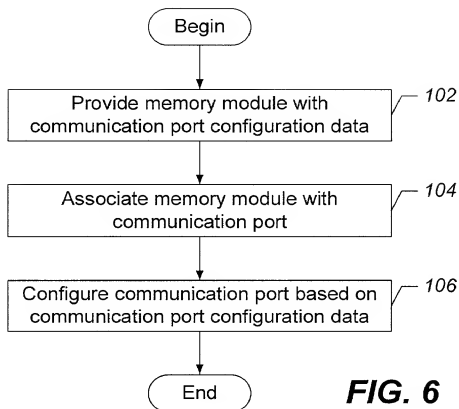 Begin
Provide memory module with
communication port configuration data
102
Associate memory module with
communication port
104
Configure communication port based on
communication port configuration data
106
End
FIG. 6